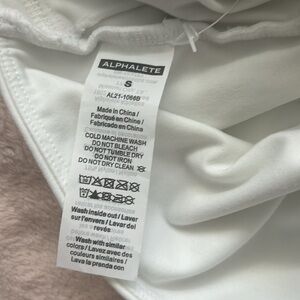 ALPHALETE
S
AL21-1066B
Made in China /
Fabriqué en Chine /
Fabricado en China
COLD MACHINE WASH
DO NOT BLEACH
DO NOT TUMBLE DRY
DO NOT IRON
DO NOT DRY CLEAN
Wash inside out / Laver
sur l'envers / Lavar del
revés
Wash with similar
colors / Lavez avec des
couleurs similaires /
Lava la prenda con